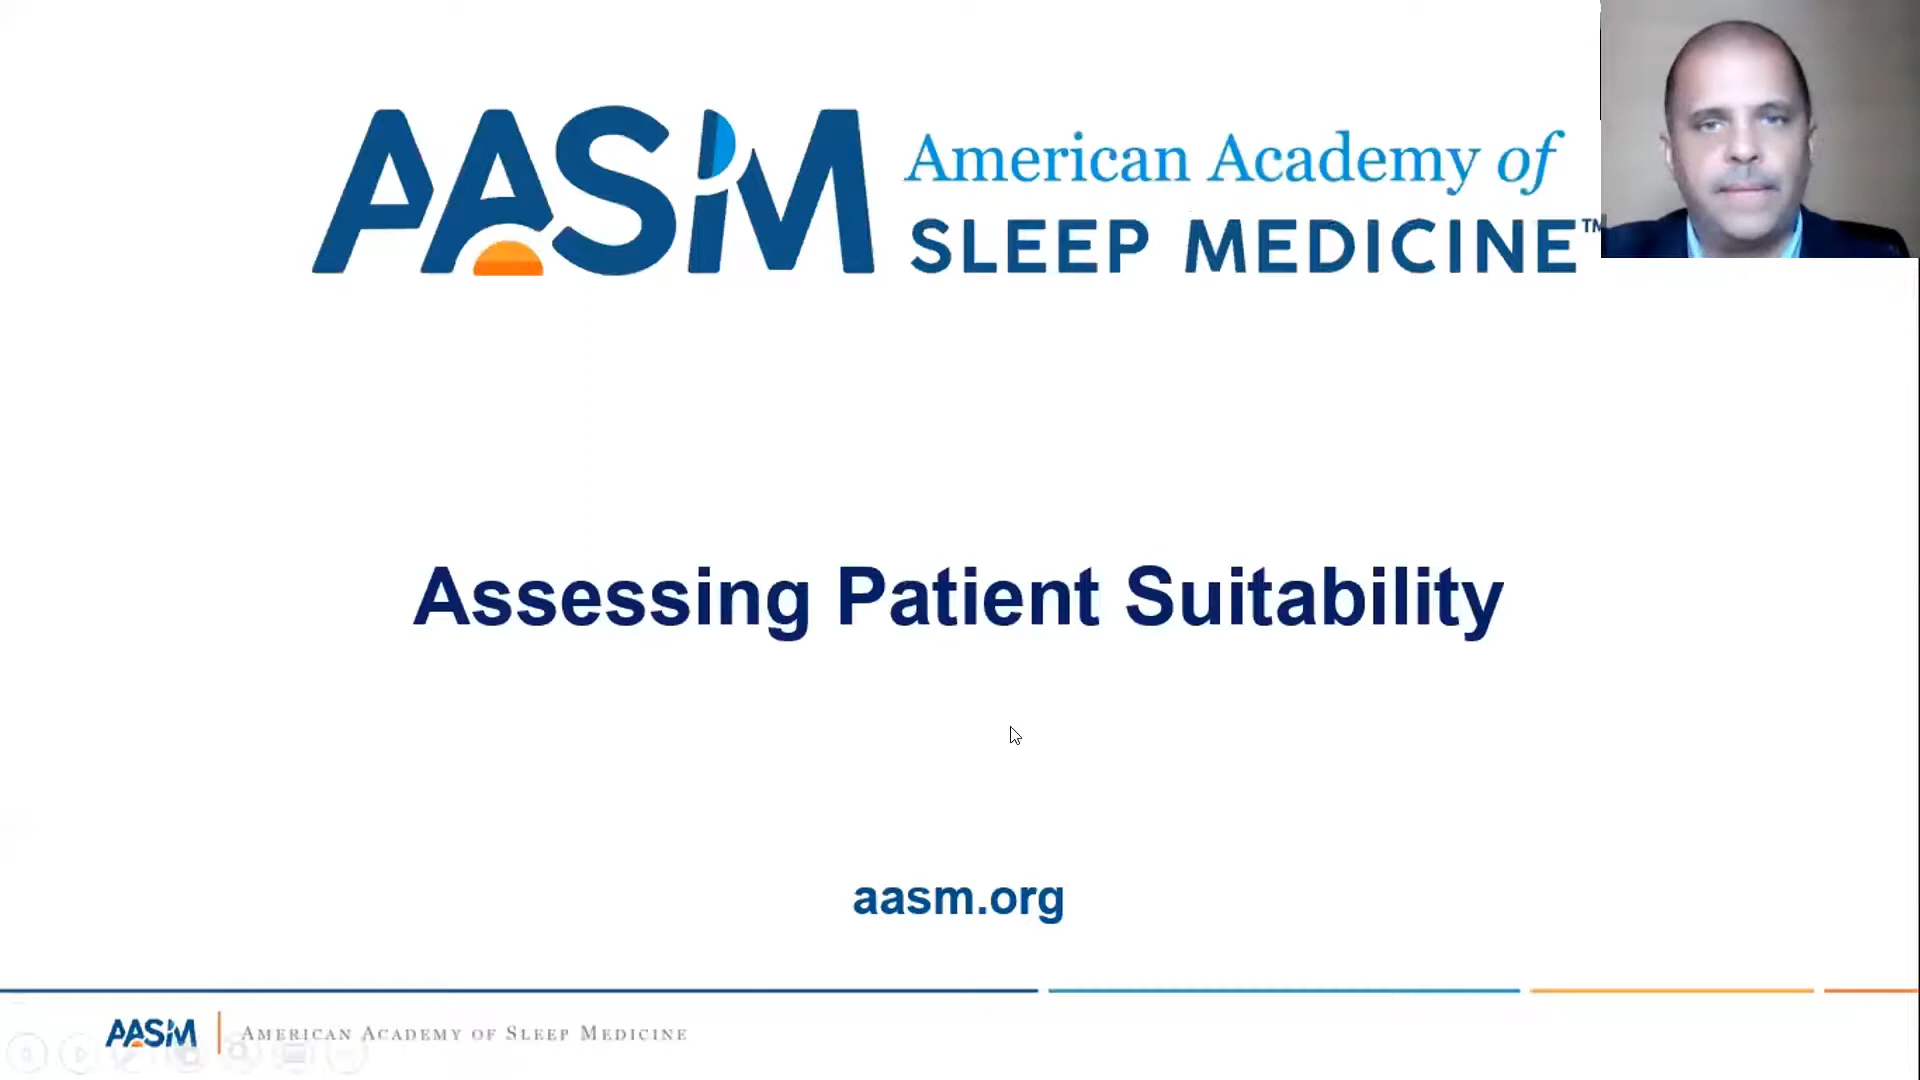 AASM American Academy of
SLEEP MEDICINE™
Assessing Patient Suitability
aasm.org
AASM AMERICAN ACADEMY OF SLEEP MEDICINE